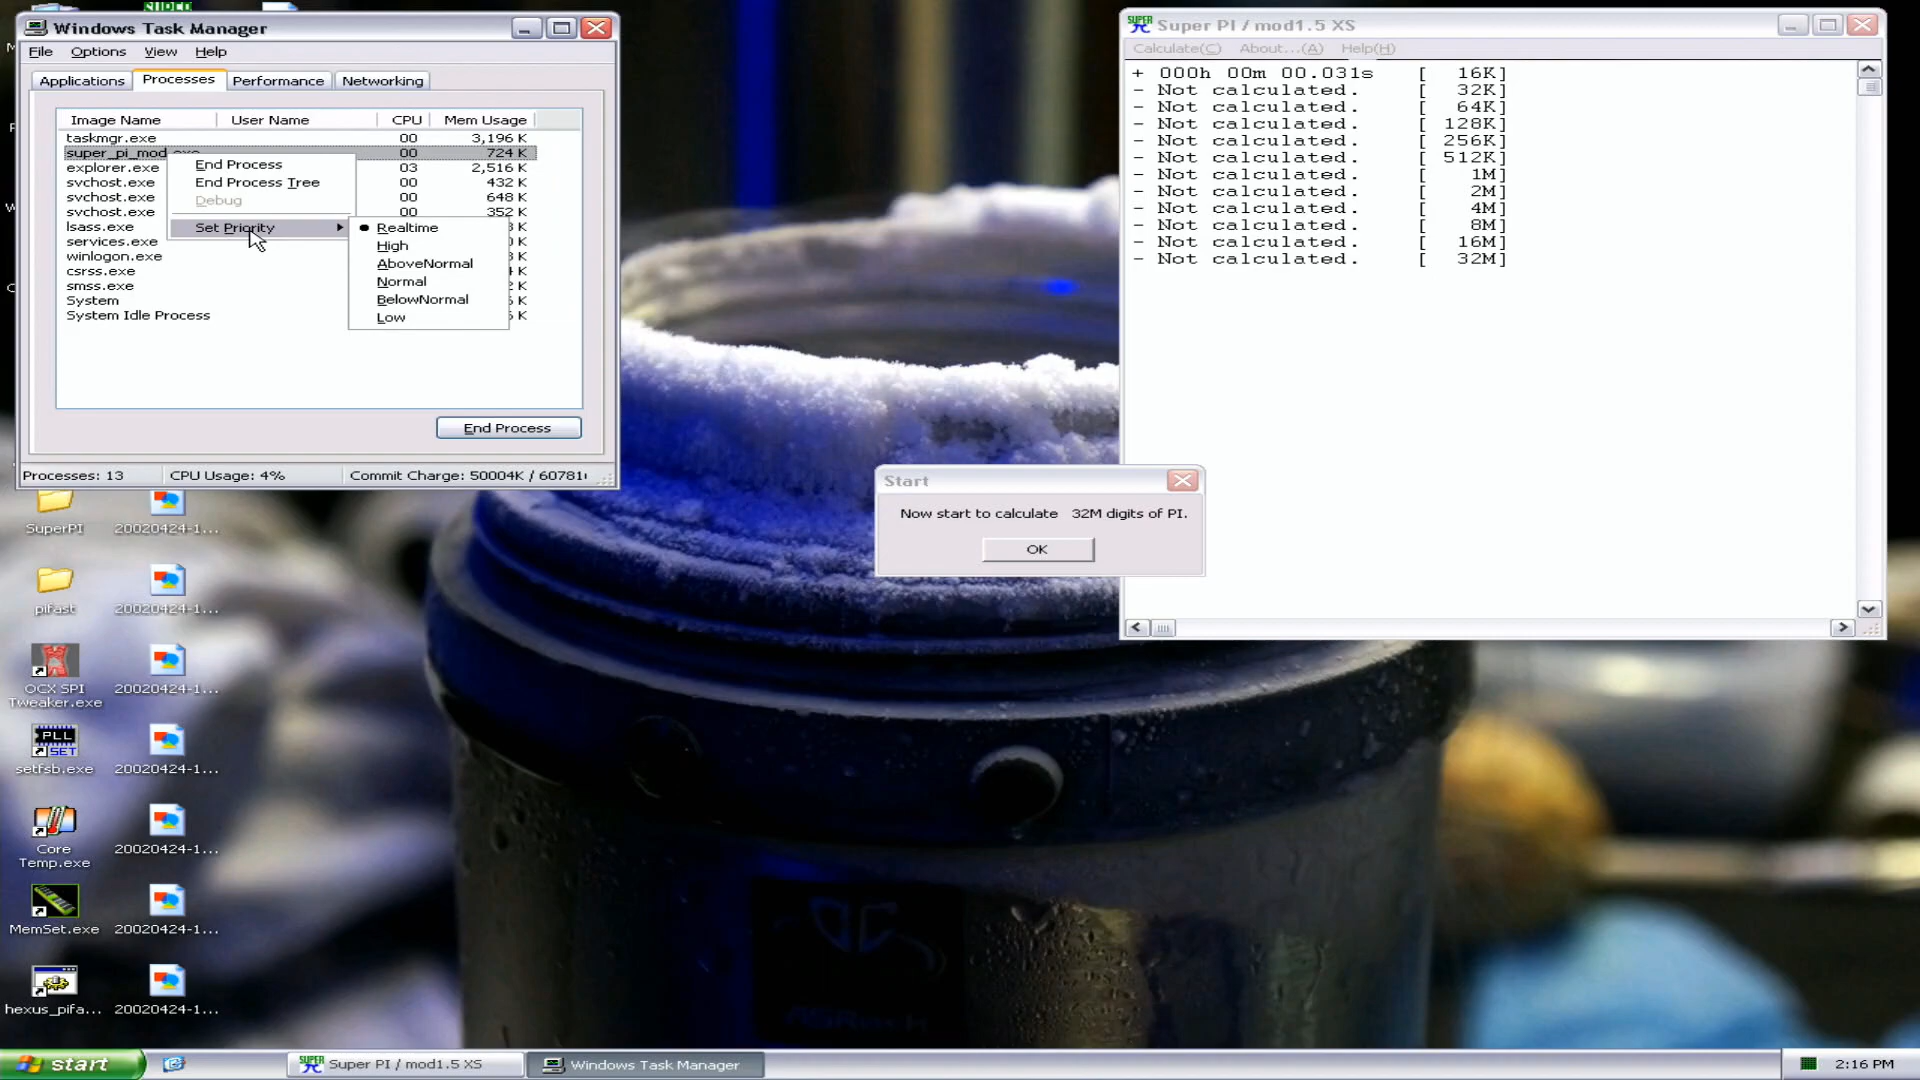 Windows Task Manager
File Options View Help
Applications Processes Performance Networking
Image Name User Name CPU Mem Usage
taskmgr.exe 00 3,196 K
super_pi_mod.exe 00 724 K
explorer.exe 03 2,516 K
svchost.exe 00 432 K
svchost.exe 00 648 K
svchost.exe 00 352 K
lsass.exe
services.exe
winlogon.exe
csrss.exe
smss.exe
System
System Idle Process
End Process
End Process Tree
Debug
Set Priority
Realtime
High
AboveNormal
Normal
BelowNormal
Low
End Process
Processes: 13 CPU Usage: 4% Commit Charge: 50004K / 60781
SUPER
Super PI / mod1.5 XS
Calculate(C) About...(A) Help(H)
+ 000h 00m 00.031s [ 16K]
- Not calculated. [ 32K]
- Not calculated. [ 64K]
- Not calculated. [ 128K]
- Not calculated. [ 256K]
- Not calculated. [ 512K]
- Not calculated. [ 1M]
- Not calculated. [ 2M]
- Not calculated. [ 4M]
- Not calculated. [ 8M]
- Not calculated. [ 16M]
- Not calculated. [ 32M]
Start
Now start to calculate 32M digits of PI.
OK
SuperPI 20020424-1...
pifast 20020424-1...
OCX SPI Tweaker.exe 20020424-1...
PLL SET
setfsb.exe 20020424-1...
Core Temp.exe 20020424-1...
MemSet.exe 20020424-1...
hexus_pifa... 20020424-1...
start
SUPER Super PI / mod1.5 XS
Windows Task Manager
2:16 PM